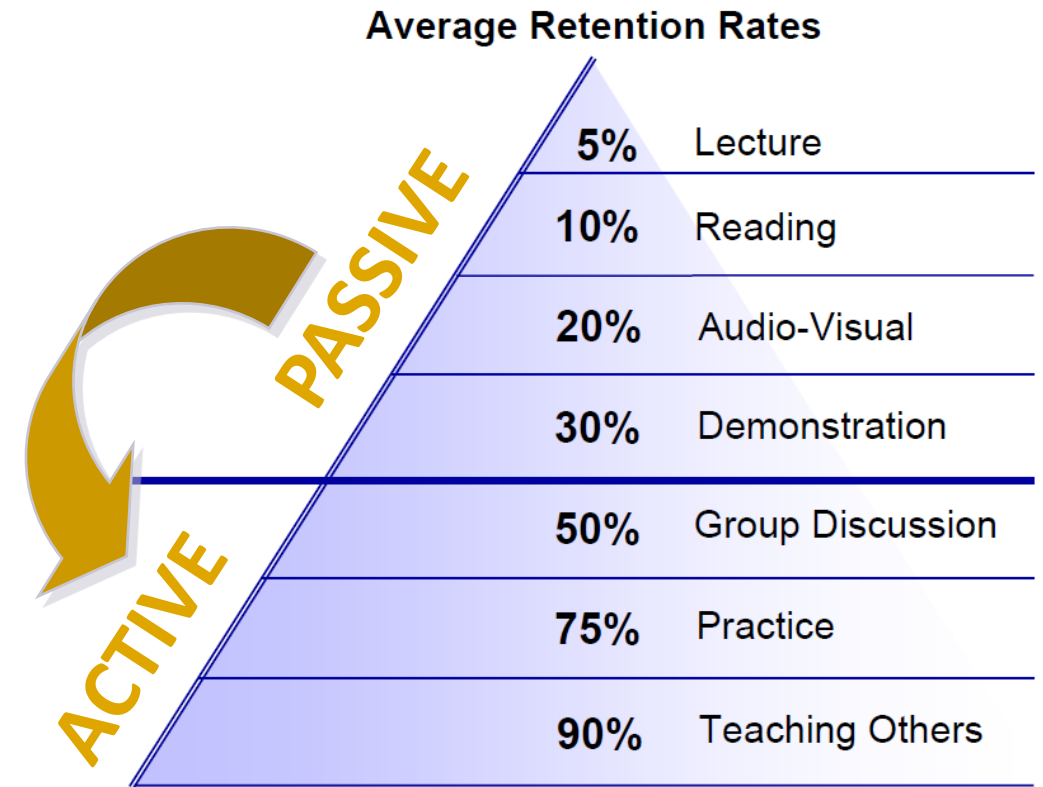 Average Retention Rates
PASSIVE
5% Lecture
10% Reading
20% Audio-Visual
30% Demonstration
ACTIVE
50% Group Discussion
75% Practice
90% Teaching Others